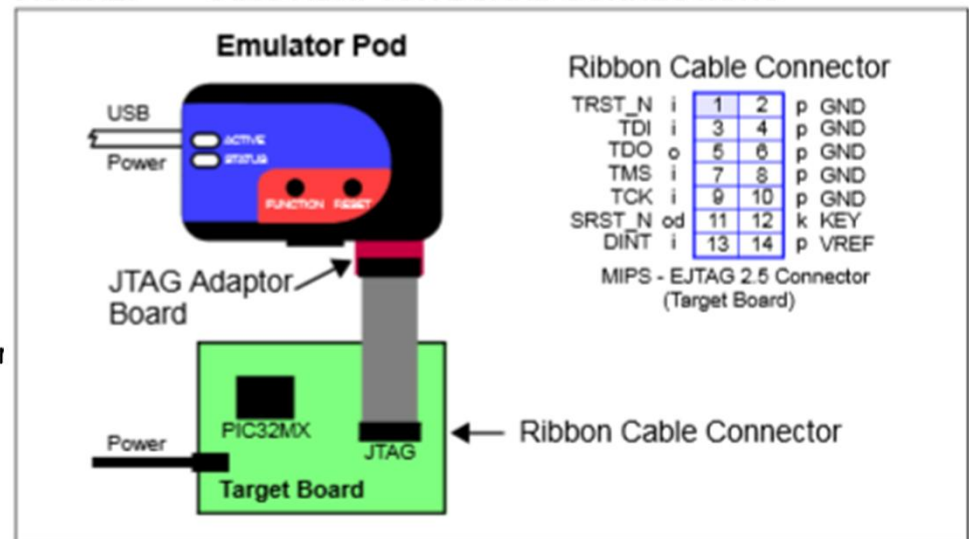 Emulator Pod
USB
Power
ACTIVE
STATUS
FUNCTION RESET
JTAG Adaptor
Board
Power
PIC32MX
JTAG
Target Board
Ribbon Cable Connector
Ribbon Cable Connector
TRST_N i 1 2 p GND
TDI i 3 4 p GND
TDO o 5 6 p GND
TMS i 7 8 p GND
TCK i 9 10 p GND
SRST_N od 11 12 k KEY
DINT i 13 14 p VREF
MIPS - EJTAG 2.5 Connector
(Target Board)